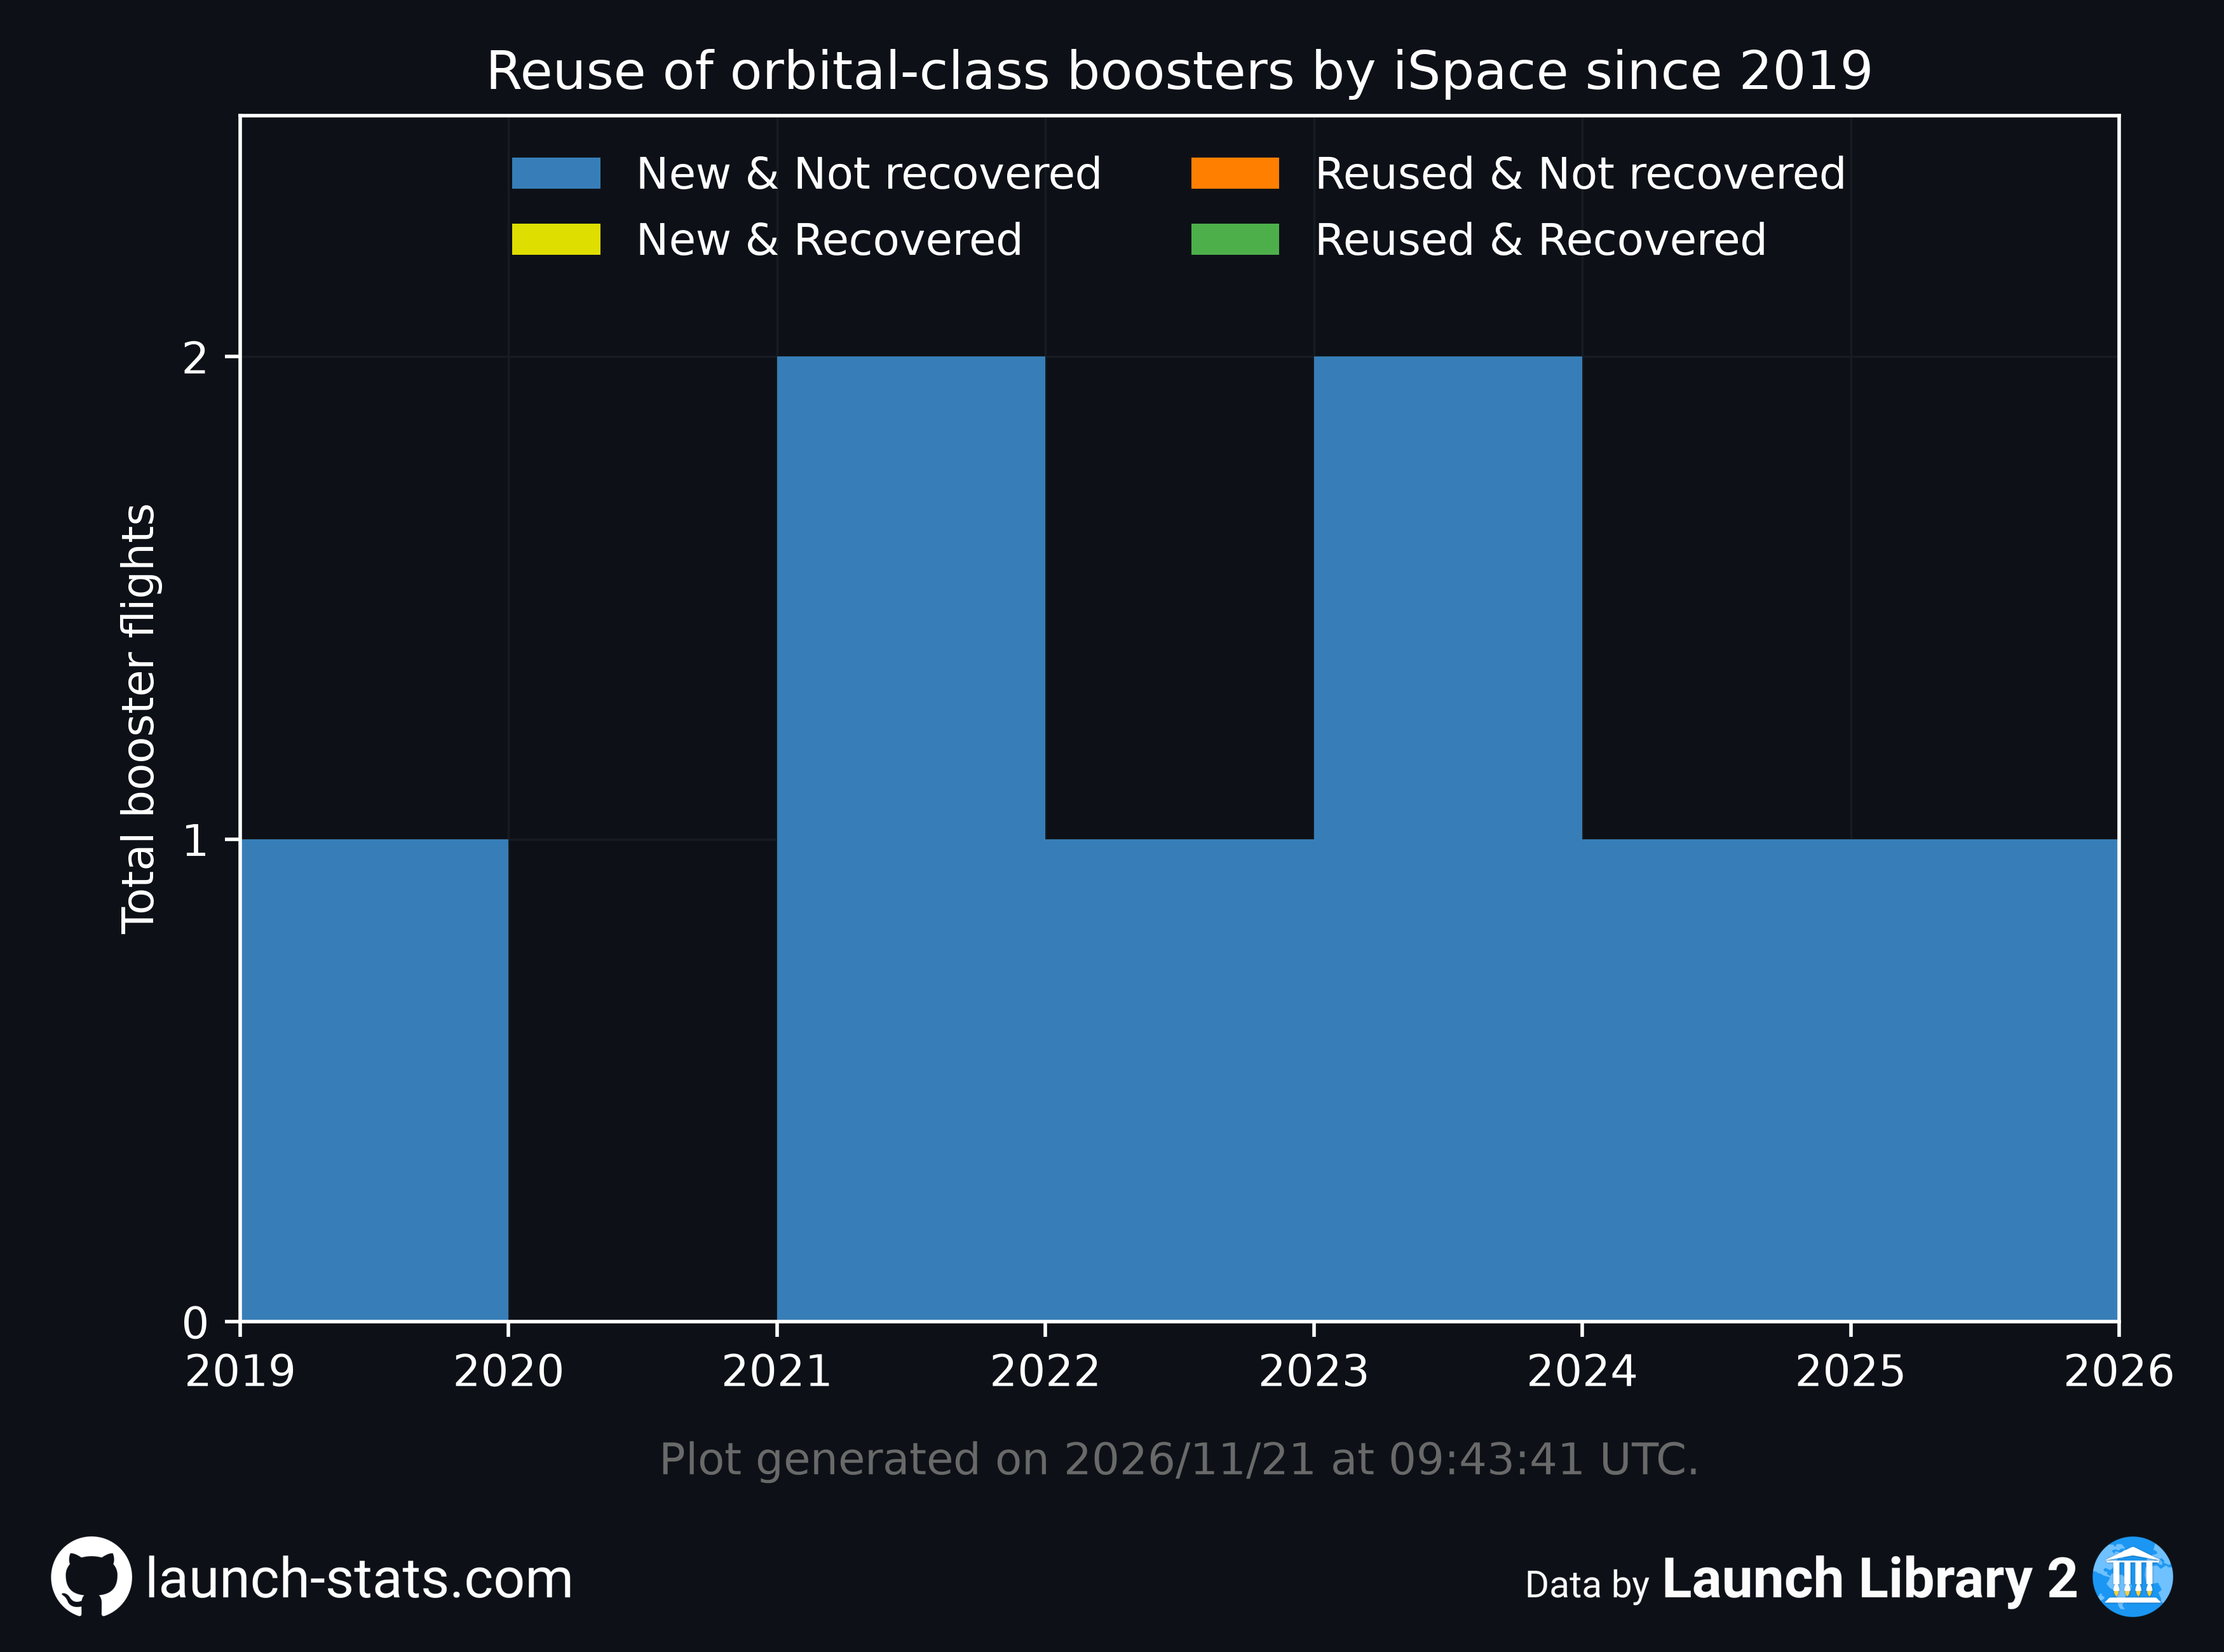 Reuse of orbital-class boosters by iSpace since 2019
New & Not recovered
New & Recovered
Reused & Not recovered
Reused & Recovered
Total booster flights
2
1
0
2019 2020 2021 2022 2023 2024 2025 2026
Plot generated on 2026/11/21 at 09:43:41 UTC.
launch-stats.com
Data by Launch Library 2